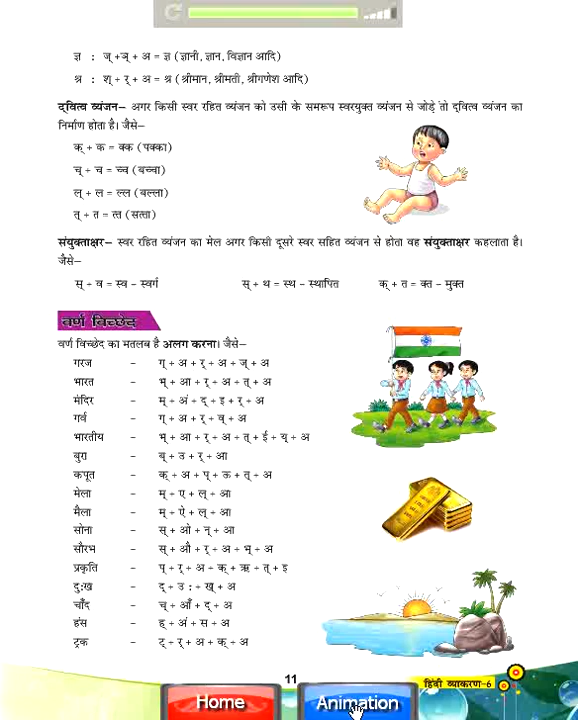 ज्ञ : ज् +ञ् + अ = ज्ञ (ज्ञानी, ज्ञान, विज्ञान आदि)
श्र : श् + र् + अ = श्र (श्रीमान, श्रीमती, श्रीगणेश आदि)
द्‌वित्व व्यंजन– अगर किसी स्वर रहित व्यंजन को उसी के समरूप स्वरयुक्त व्यंजन से जोड़े तो द्‌वित्व व्यंजन का
निर्माण होता है। जैसे–
क् + क = क्क (पक्का)
च् + च = च्च (बच्चा)
ल् + ल = ल्ल (बल्ला)
त् + त = त्त (सत्ता)
संयुक्ताक्षर– स्वर रहित व्यंजन का मेल अगर किसी दूसरे स्वर सहित व्यंजन से होता वह संयुक्ताक्षर कहलाता है।
जैसे–
स् + व = स्व – स्वर्ग स् + थ = स्थ – स्थापित क् + त = क्त – मुक्त
वर्ण विच्छेद
वर्ण विच्छेद का मतलब है अलग करना। जैसे–
गरज – ग् + अ + र् + अ + ज् + अ
भारत – भ् + आ + र् + अ + त् + अ
मंदिर – म् + अं + द् + इ + र् + अ
गर्व – ग् + अ + र् + व् + अ
भारतीय – भ् + आ + र् + अ + त् + ई + य् + अ
बुरा – ब् + उ + र् + आ
कपूत – क् + अ + प् + ऊ + त् + अ
मेला – म् + ए + ल् + आ
मैला – म् + ऐ + ल् + आ
सोना – स् + ओ + न् + आ
सौरभ – स् + औ + र् + अ + भ् + अ
प्रकृति – प् + र् + अ + क् + ऋ + त् + इ
दु:ख – द् + उ : + ख् + अ
चाँद – च् + आँ + द् + अ
हंस – ह् + अं + स + अ
ट्रक – ट् + र् + अ + क् + अ
11
हिंदी व्याकरण-6
Home Animation